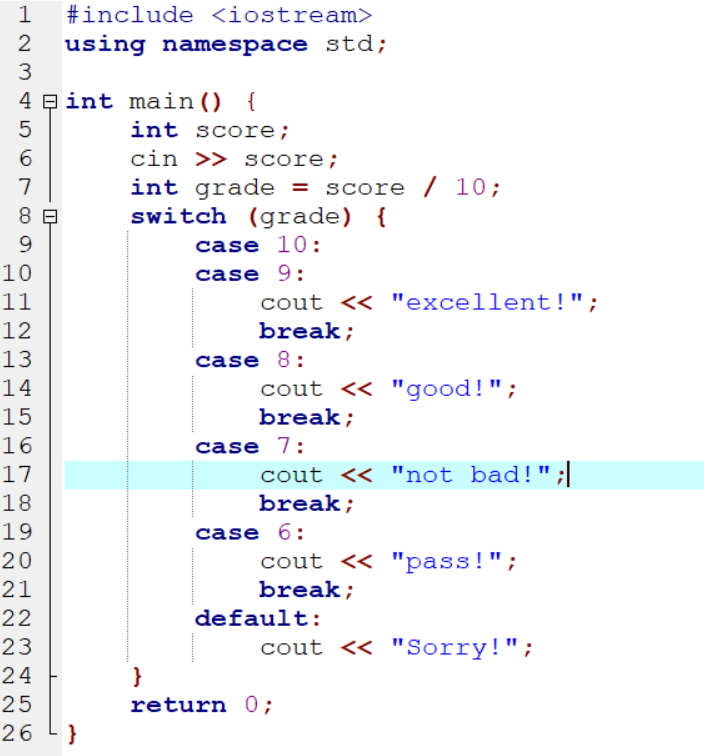 1 #include <iostream>
2 using namespace std;
3
4 int main() {
5     int score;
6     cin >> score;
7     int grade = score / 10;
8     switch (grade) {
9         case 10:
10         case 9:
11             cout << "excellent!";
12             break;
13         case 8:
14             cout << "good!";
15             break;
16         case 7:
17             cout << "not bad!";
18             break;
19         case 6:
20             cout << "pass!";
21             break;
22         default:
23             cout << "Sorry!";
24     }
25     return 0;
26 }